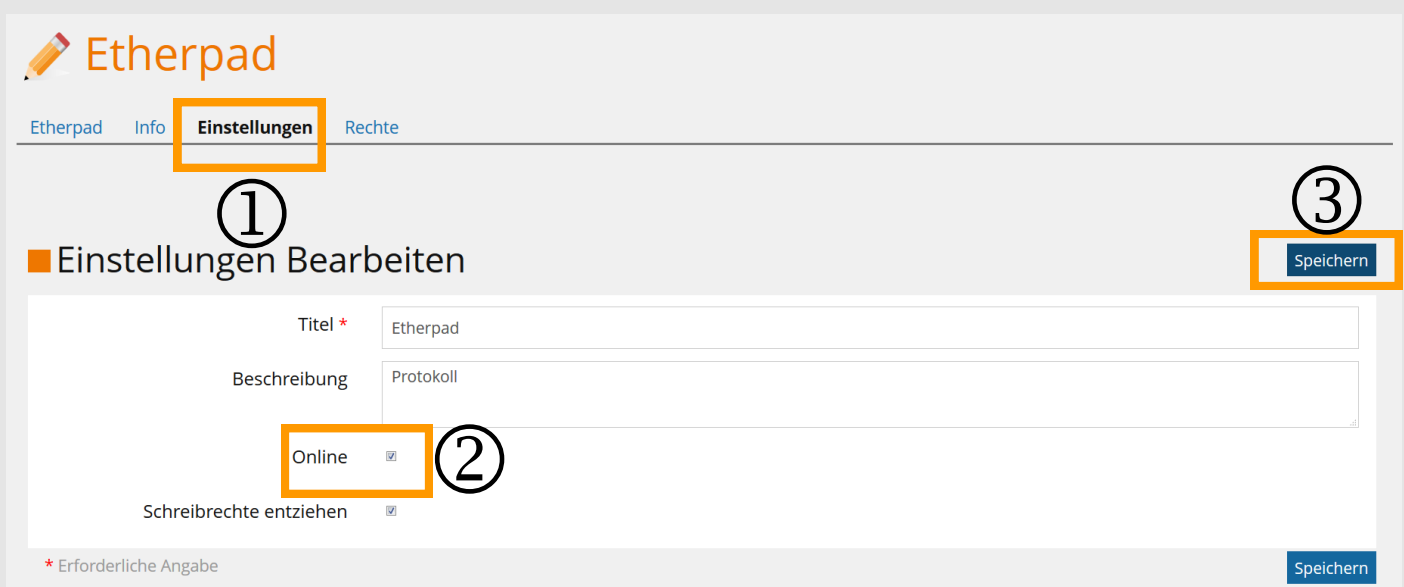 Etherpad
Etherpad Info Einstellungen Rechte
①
③
Einstellungen Bearbeiten
Speichern
Titel * Etherpad
Beschreibung Protokoll
Online ②
Schreibrechte entziehen
* Erforderliche Angabe
Speichern